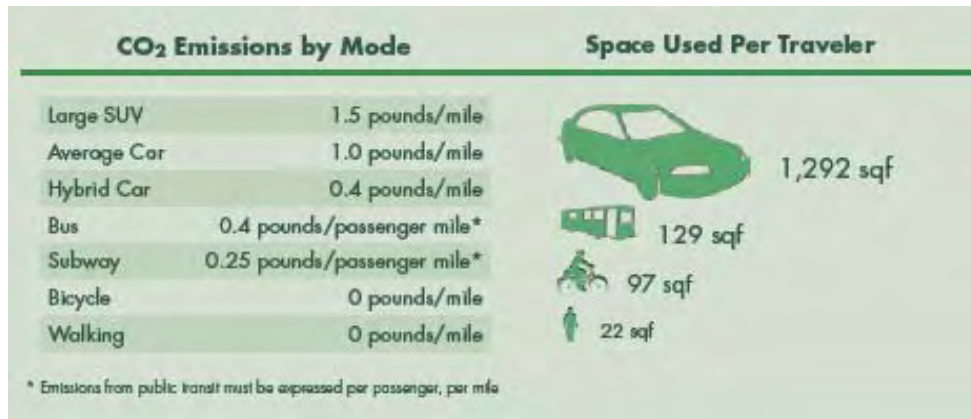 CO2 Emissions by Mode
Large SUV 1.5 pounds/mile
Average Car 1.0 pounds/mile
Hybrid Car 0.4 pounds/mile
Bus 0.4 pounds/passenger mile*
Subway 0.25 pounds/passenger mile*
Bicycle 0 pounds/mile
Walking 0 pounds/mile
* Emissions from public transit must be expressed per passenger, per mile
Space Used Per Traveler
1,292 sqf
129 sqf
97 sqf
22 sqf